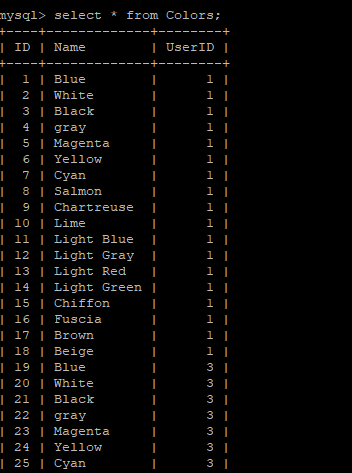 mysql> select * from Colors;
+----+-------------+--------+
| ID | Name        | UserID |
+----+-------------+--------+
|  1 | Blue        |      1 |
|  2 | White       |      1 |
|  3 | Black       |      1 |
|  4 | gray        |      1 |
|  5 | Magenta     |      1 |
|  6 | Yellow      |      1 |
|  7 | Cyan        |      1 |
|  8 | Salmon      |      1 |
|  9 | Chartreuse  |      1 |
| 10 | Lime        |      1 |
| 11 | Light Blue  |      1 |
| 12 | Light Gray  |      1 |
| 13 | Light Red   |      1 |
| 14 | Light Green |      1 |
| 15 | Chiffon     |      1 |
| 16 | Fuscia      |      1 |
| 17 | Brown       |      1 |
| 18 | Beige       |      1 |
| 19 | Blue        |      3 |
| 20 | White       |      3 |
| 21 | Black       |      3 |
| 22 | gray        |      3 |
| 23 | Magenta     |      3 |
| 24 | Yellow      |      3 |
| 25 | Cyan        |      3 |